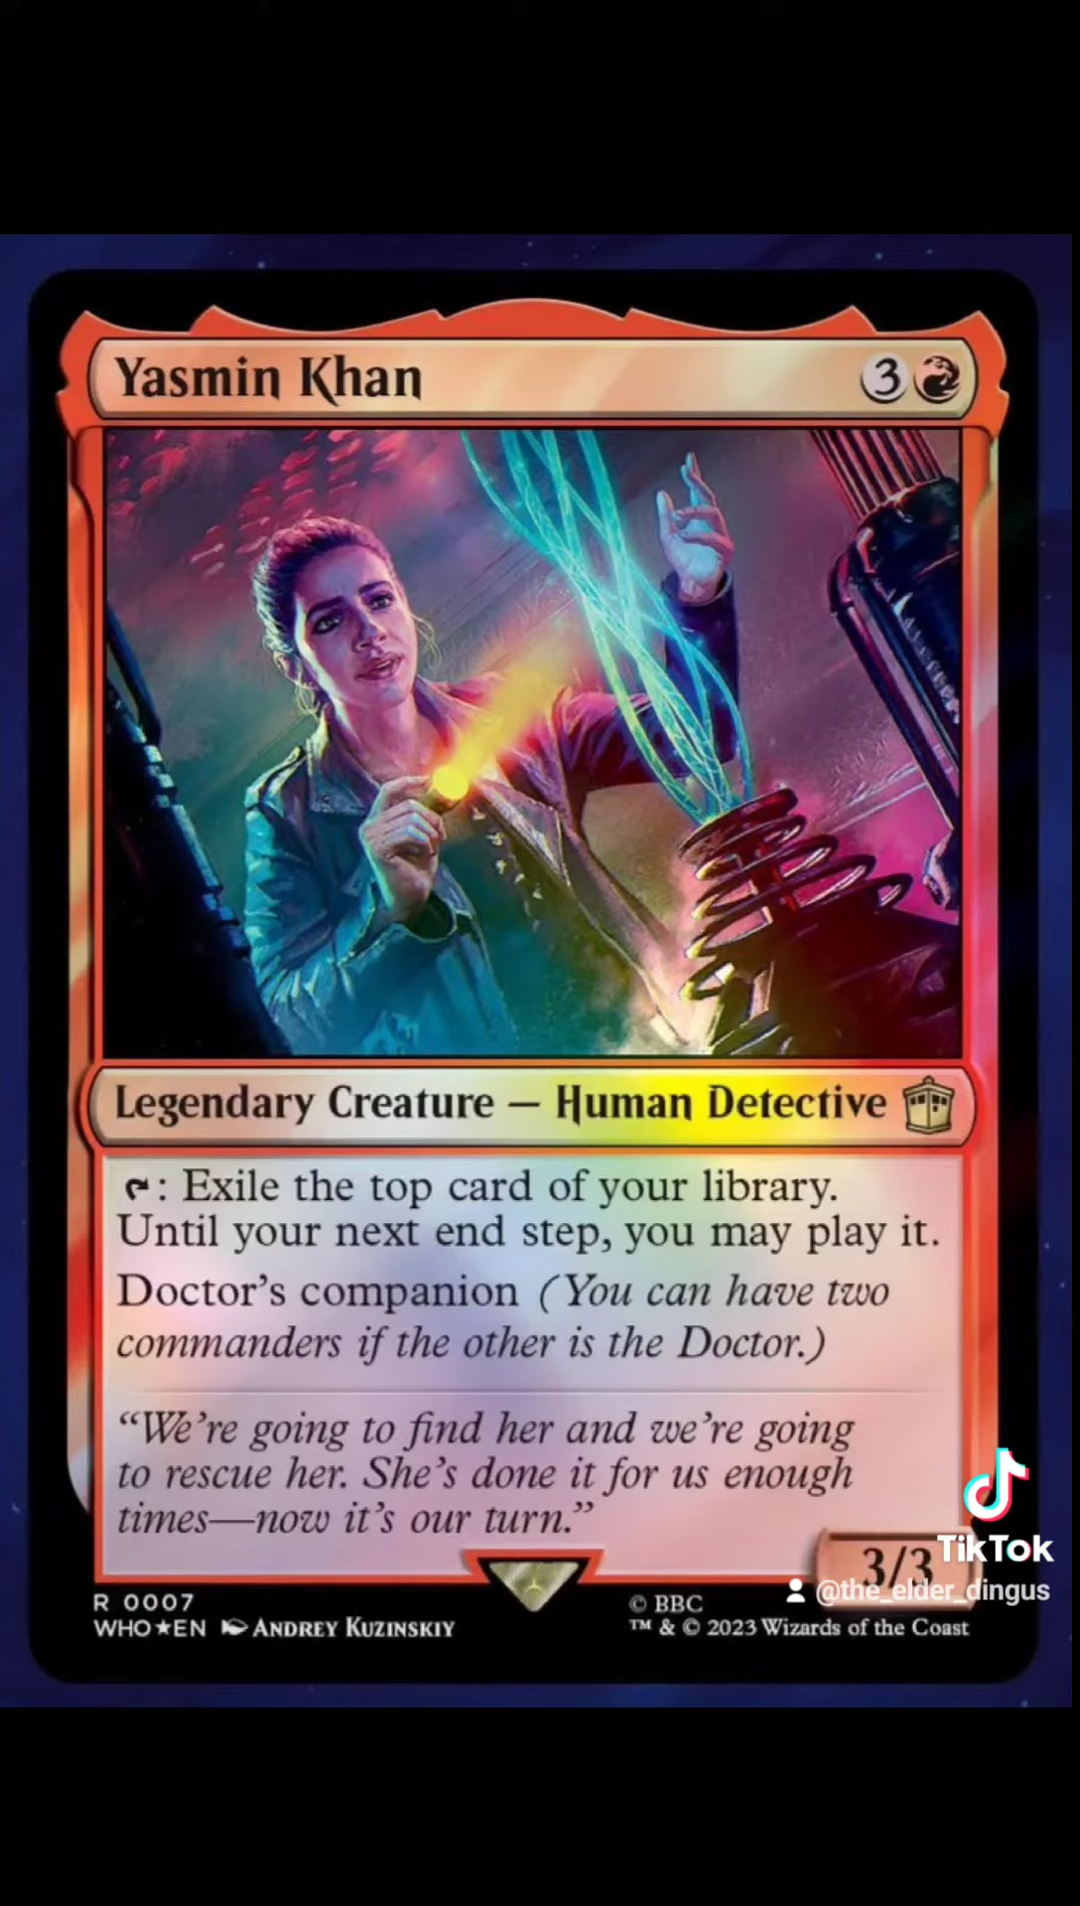 Yasmin Khan 3
Legendary Creature — Human Detective
: Exile the top card of your library.
Until your next end step, you may play it.
Doctor's companion (You can have two
commanders if the other is the Doctor.)
“We're going to find her and we're going
to rescue her. She's done it for us enough
times—now it's our turn.”
TikTok
3/3
@the_elder_dingus
R 0007
WHO★EN ANDREY KUZINSKIY
© BBC
™ & © 2023 Wizards of the Coast